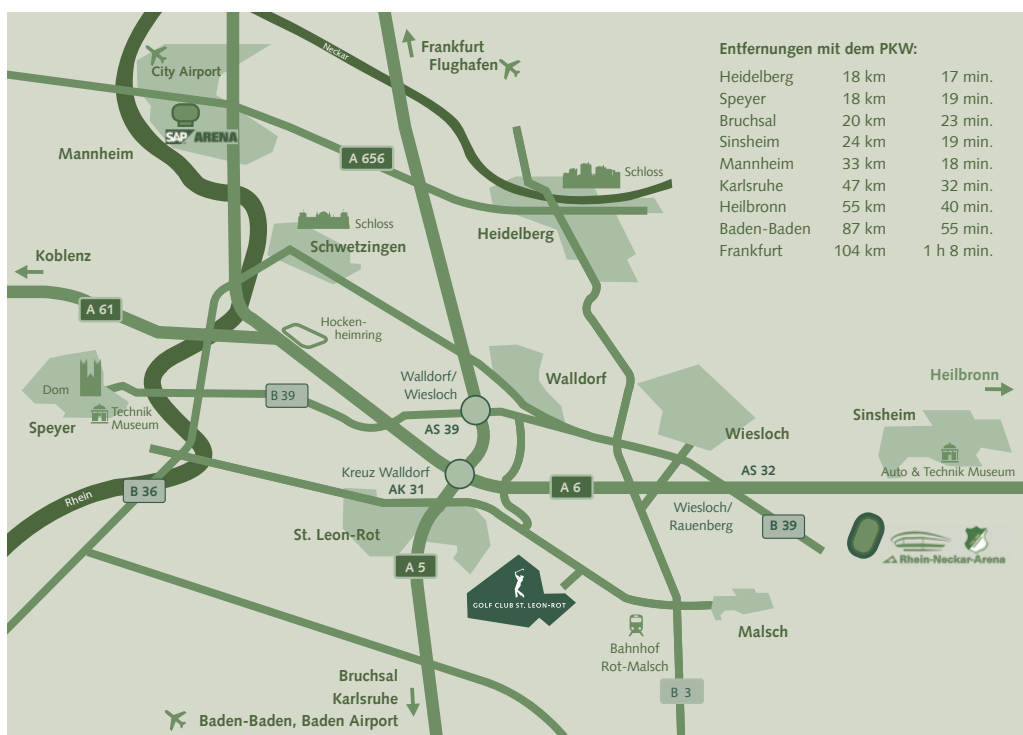 Neckar
Frankfurt
Flughafen
City Airport
SAP ARENA
Mannheim
A 656
Schloss
Heidelberg
Entfernungen mit dem PKW:
Heidelberg 18 km 17 min.
Speyer 18 km 19 min.
Bruchsal 20 km 23 min.
Sinsheim 24 km 19 min.
Mannheim 33 km 18 min.
Karlsruhe 47 km 32 min.
Heilbronn 55 km 40 min.
Baden-Baden 87 km 55 min.
Frankfurt 104 km 1 h 8 min.
Schloss
Schwetzingen
Koblenz
A 61
Hocken-
heimring
Dom
Technik
Museum
Speyer
B 39
Walldorf/
Wiesloch
AS 39
Walldorf
Wiesloch
Heilbronn
Sinsheim
Auto & Technik Museum
Kreuz Walldorf
AK 31
A 6
AS 32
Wiesloch/
Rauenberg
B 39
Rhein-Neckar-Arena
Rhein
B 36
St. Leon-Rot
A 5
GOLF CLUB ST. LEON-ROT
Malsch
Bahnhof
Rot-Malsch
B 3
Bruchsal
Karlsruhe
Baden-Baden, Baden Airport